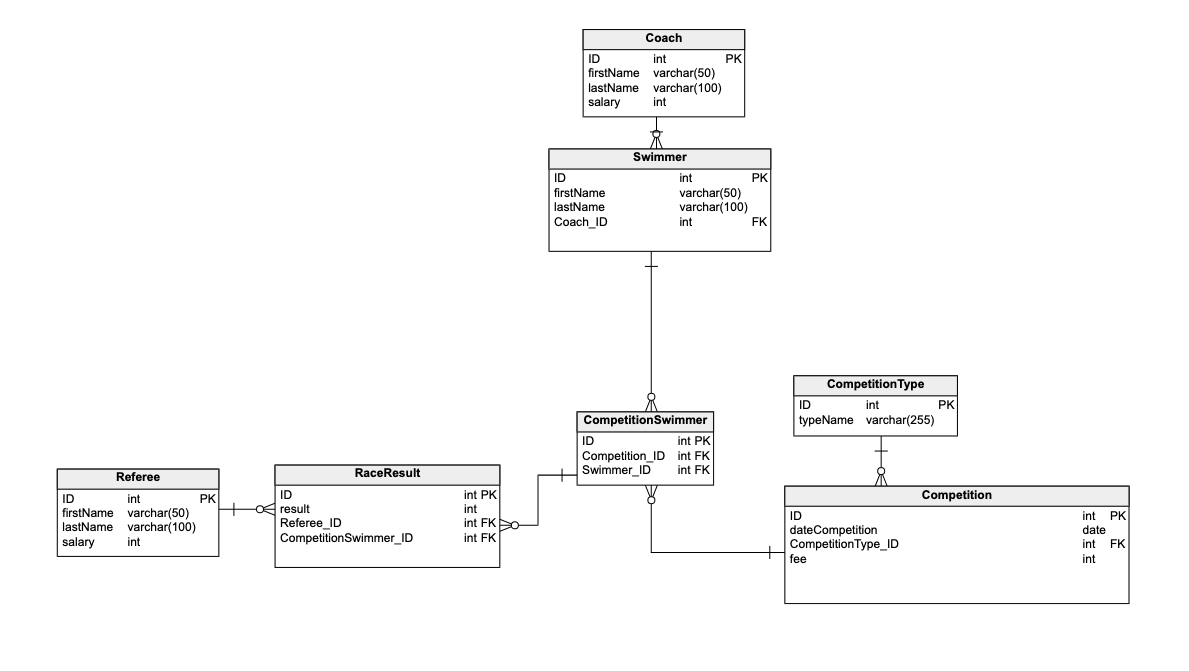 Coach
ID int PK
firstName varchar(50)
lastName varchar(100)
salary int
Swimmer
ID int PK
firstName varchar(50)
lastName varchar(100)
Coach_ID int FK
CompetitionType
ID int PK
typeName varchar(255)
CompetitionSwimmer
ID int PK
Competition_ID int FK
Swimmer_ID int FK
Referee
ID int PK
firstName varchar(50)
lastName varchar(100)
salary int
RaceResult
ID int PK
result int
Referee_ID int FK
CompetitionSwimmer_ID int FK
Competition
ID int PK
dateCompetition date
CompetitionType_ID int FK
fee int